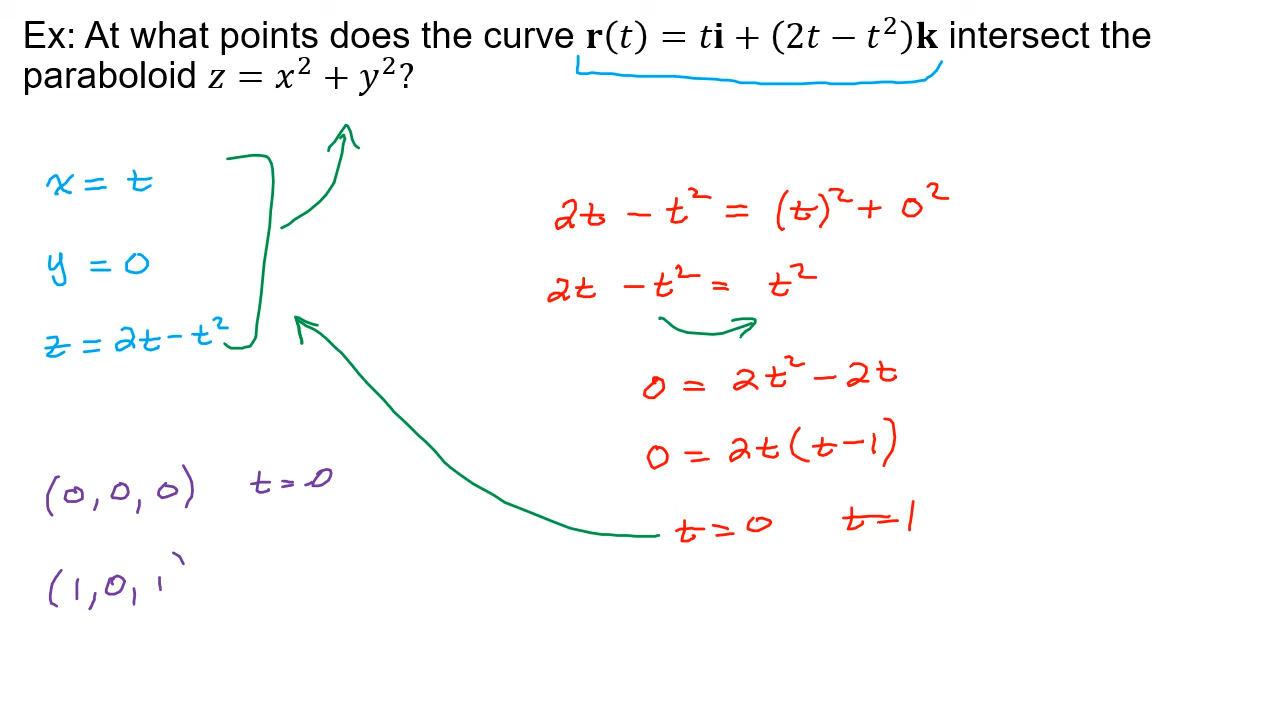 Ex: At what points does the curve 𝐫(𝑡) = 𝑡𝐢 + (2𝑡 − 𝑡²)𝐤 intersect the
paraboloid 𝑧 = 𝑥² + 𝑦²?
x = t
y = 0
z = 2t − t²
2t − t² = (t)² + 0²
2t − t² = t²
0 = 2t² − 2t
0 = 2t(t−1)
t = 0 t = 1
(0, 0, 0) t = 0
(1, 0, 1)